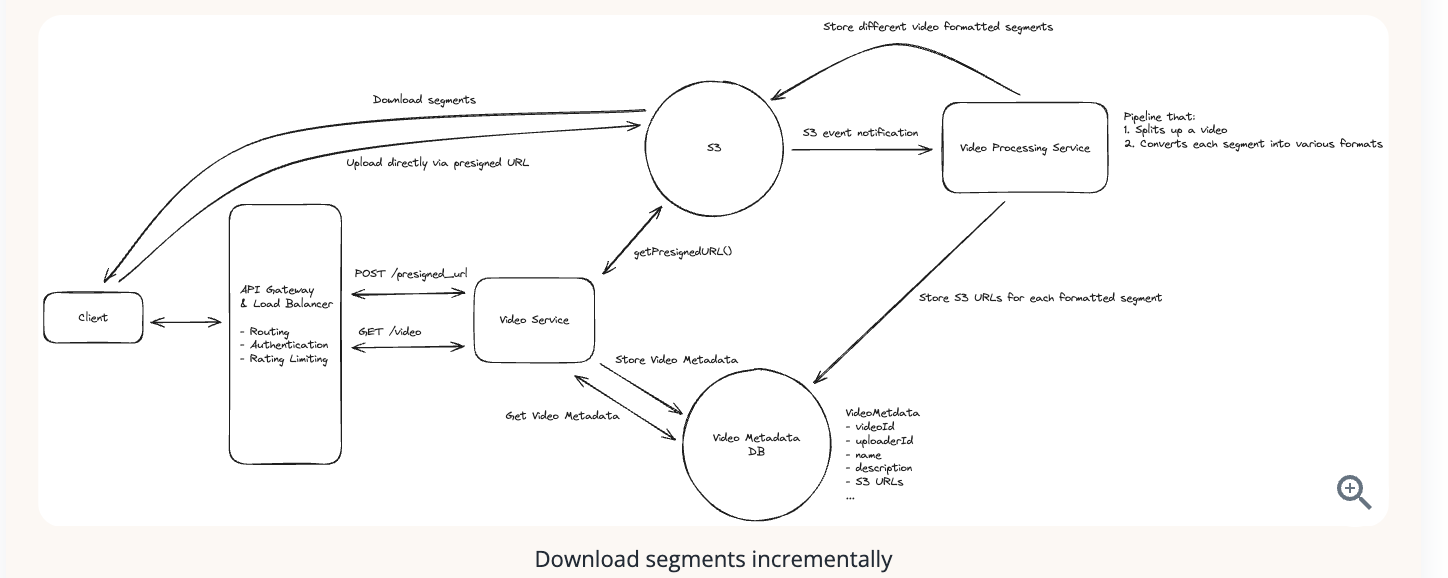 Store different video formatted segments
Download segments
Upload directly via presigned URL
S3
S3 event notification
Video Processing Service
Pipeline that:
1. Splits up a video
2. Converts each segment into various formats
getPresignedURL()
Client
API Gateway
& Load Balancer
- Routing
- Authentication
- Rating Limiting
POST /presigned_url
GET /video
Video Service
Store S3 URLs for each formatted segment
Store Video Metadata
Get Video Metadata
Video Metadata
DB
VideoMetdata
- videoId
- uploaderId
- name
- description
- S3 URLs
...
Download segments incrementally